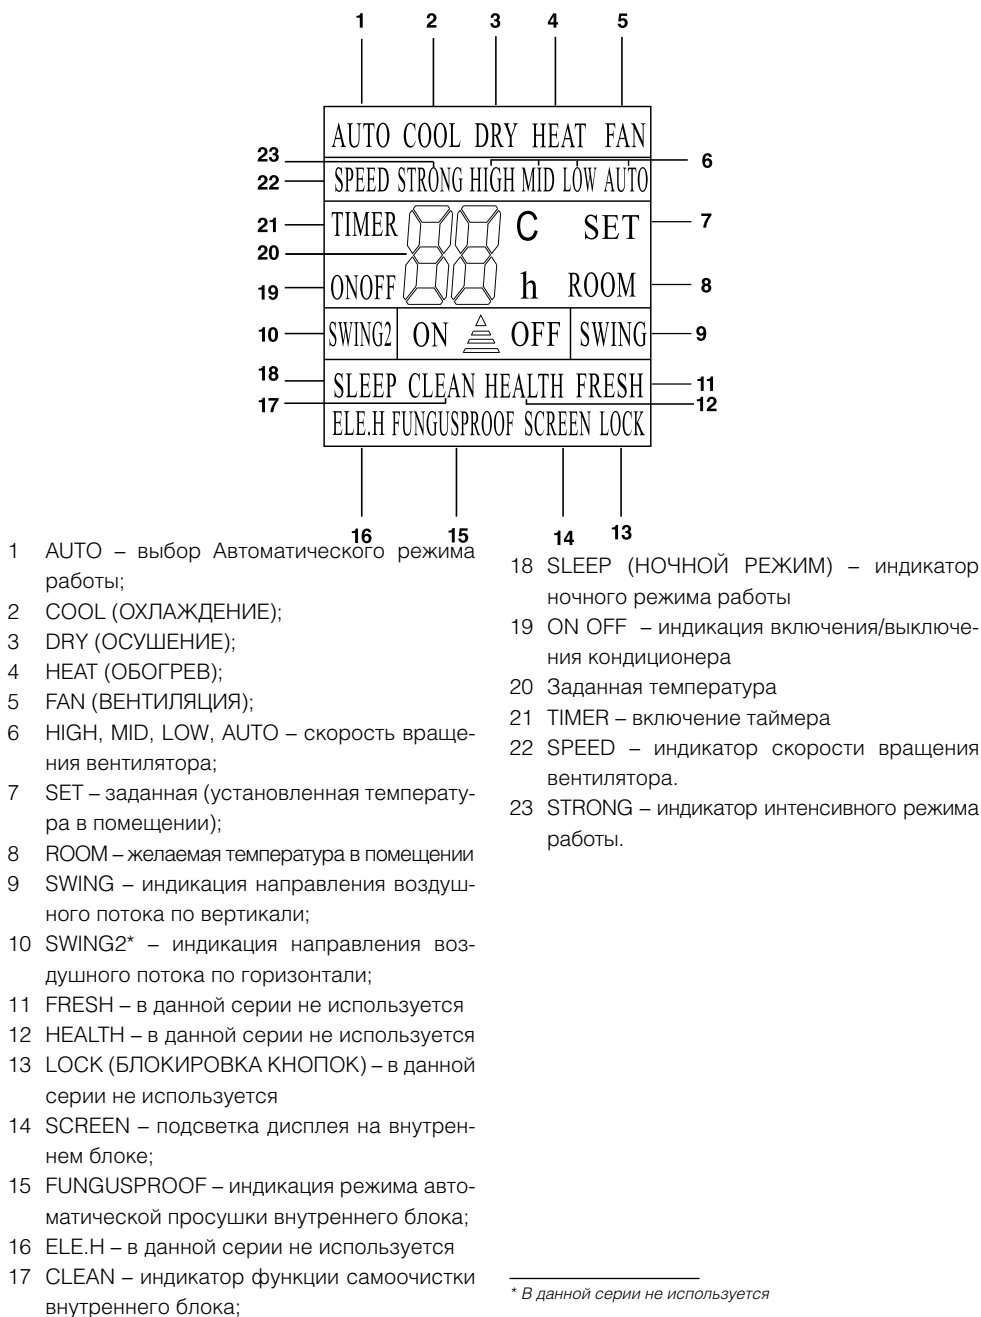 1 2 3 4 5
AUTO COOL DRY HEAT FAN
23 6
22 SPEED STRONG HIGH MID LOW AUTO
21 TIMER 88 C SET 7
20
19 ONOFF h ROOM 8
10 SWING2 ON OFF SWING 9
18 SLEEP CLEAN HEALTH FRESH 11
17 12
ELE.H FUNGUSPROOF SCREEN LOCK
16 15 14 13
1 AUTO – выбор Автоматического режима
работы;
2 COOL (ОХЛАЖДЕНИЕ);
3 DRY (ОСУШЕНИЕ);
4 HEAT (ОБОГРЕВ);
5 FAN (ВЕНТИЛЯЦИЯ);
6 HIGH, MID, LOW, AUTO – скорость враще-
ния вентилятора;
7 SET – заданная (установленная температу-
ра в помещении);
8 ROOM – желаемая температура в помещении
9 SWING – индикация направления воздуш-
ного потока по вертикали;
10 SWING2* – индикация направления воз-
душного потока по горизонтали;
11 FRESH – в данной серии не используется
12 HEALTH – в данной серии не используется
13 LOCK (БЛОКИРОВКА КНОПОК) – в данной
серии не используется
14 SCREEN – подсветка дисплея на внутрен-
нем блоке;
15 FUNGUSPROOF – индикация режима авто-
матической просушки внутреннего блока;
16 ELE.H – в данной серии не используется
17 CLEAN – индикатор функции самоочистки
внутреннего блока;
18 SLEEP (НОЧНОЙ РЕЖИМ) – индикатор
ночного режима работы
19 ON OFF – индикация включения/выключе-
ния кондиционера
20 Заданная температура
21 TIMER – включение таймера
22 SPEED – индикатор скорости вращения
вентилятора.
23 STRONG – индикатор интенсивного режима
работы.
* В данной серии не используется